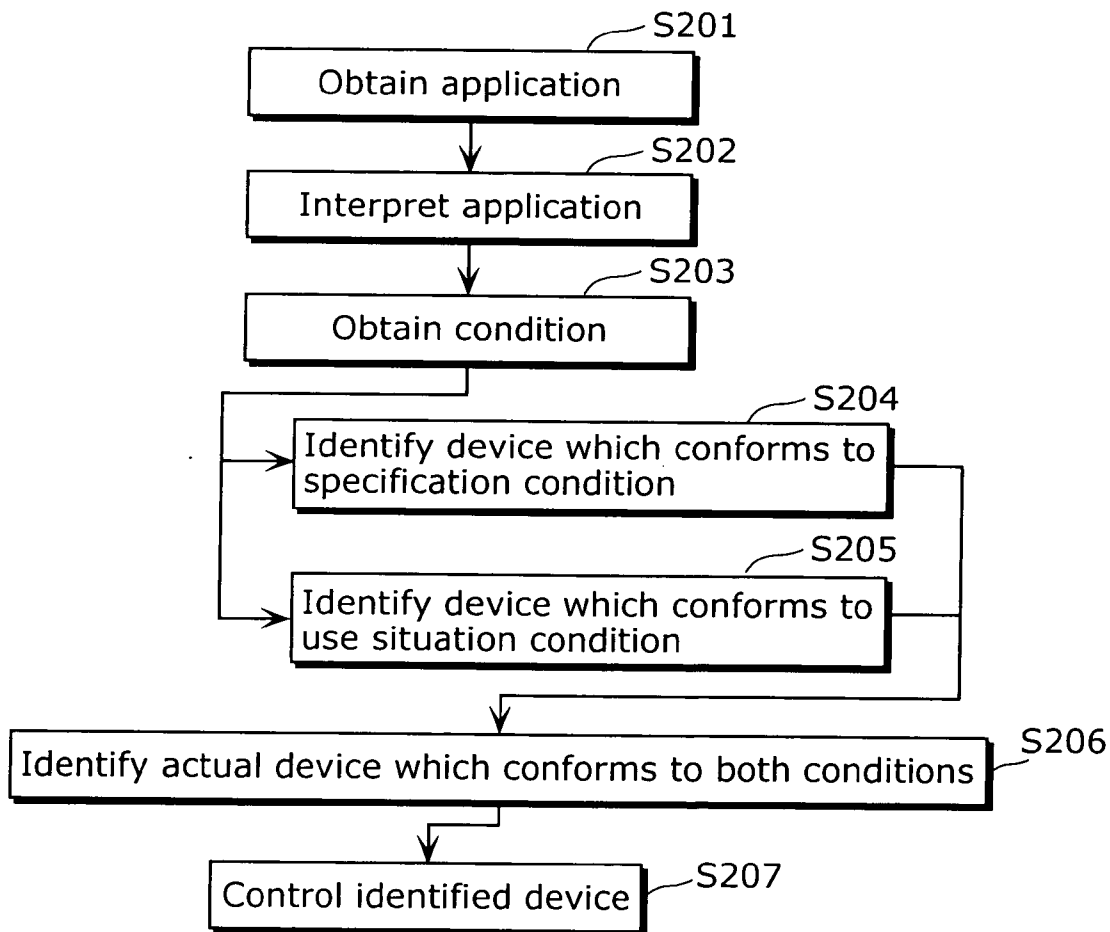 S201
Obtain application
S202
Interpret application
S203
Obtain condition
S204
Identify device which conforms to
specification condition
S205
Identify device which conforms to
use situation condition
S206
Identify actual device which conforms to both conditions
S207
Control identified device